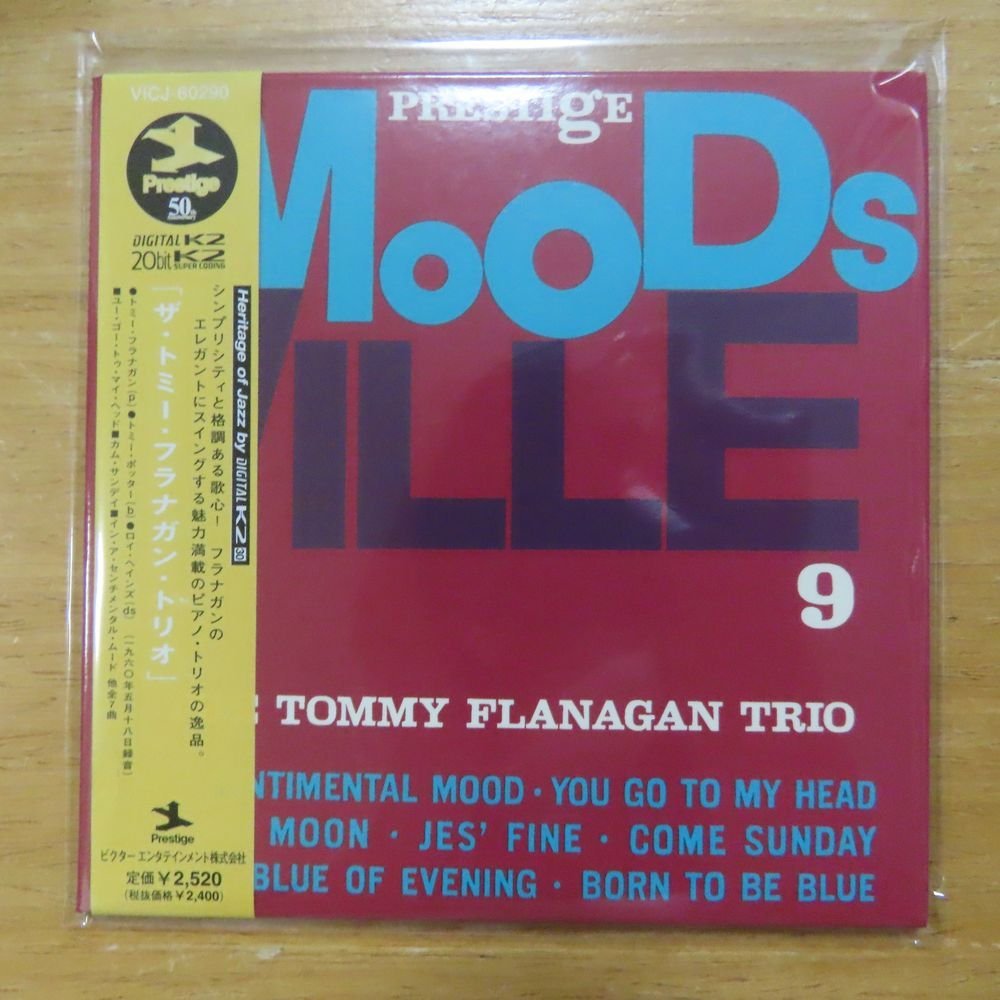 VICJ-60290
Prestige
50th
Anniversary
DIGITAL K2
20bit K2
SUPER CODING
Heritage of Jazz by DIGITAL K2 20
シンプリシティと格調ある歌心! フラナガンの
エレガントにスイングする魅力満載のピアノ・トリオの逸品。
「ザ・トミー・フラナガン・トリオ」
●トミー・フラナガン(p)●トミー・ポッター(b)●ロイ・ヘインズ(ds) (一九六〇年五月十八日録音)
■ユー・ゴー・トゥ・マイ・ヘッド■カム・サンデイ■イン・ア・センチメンタル・ムード 他全7曲
Prestige
ビクターエンタテインメント株式会社
定価¥2,520
(税抜価格¥2,400)
PRESTIgE
MOODS
VILLE
9
TOMMY FLANAGAN TRIO
NTIMENTAL MOOD · YOU GO TO MY HEAD
MOON · JES' FINE · COME SUNDAY
BLUE OF EVENING · BORN TO BE BLUE